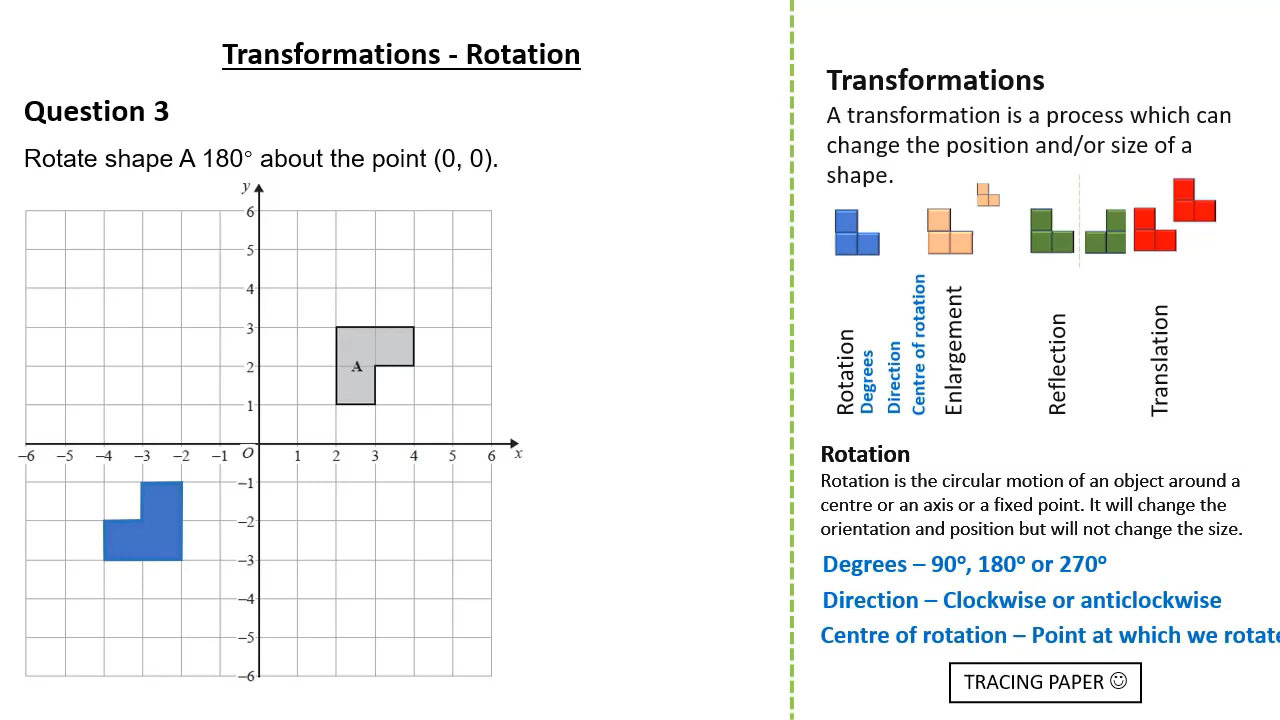 Transformations - Rotation
Question 3
Rotate shape A 180° about the point (0, 0).
y
6
5
4
3
2
1
A
−6 −5 −4 −3 −2 −1 O 1 2 3 4 5 6 x
−1
−2
−3
−4
−5
−6
Transformations
A transformation is a process which can
change the position and/or size of a
shape.
Rotation
Degrees
Direction
Centre of rotation
Enlargement
Reflection
Translation
Rotation
Rotation is the circular motion of an object around a
centre or an axis or a fixed point. It will change the
orientation and position but will not change the size.
Degrees – 90°, 180° or 270°
Direction – Clockwise or anticlockwise
Centre of rotation – Point at which we rotate
TRACING PAPER ☺